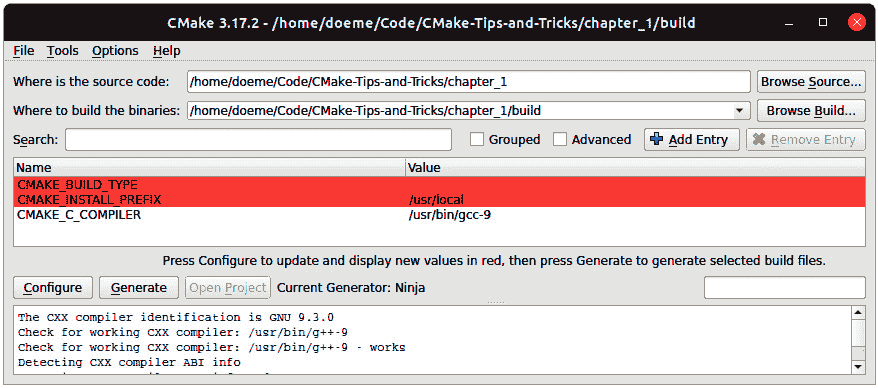 CMake 3.17.2 - /home/doeme/Code/CMake-Tips-and-Tricks/chapter_1/build
File Tools Options Help
Where is the source code: /home/doeme/Code/CMake-Tips-and-Tricks/chapter_1 Browse Source...
Where to build the binaries: /home/doeme/Code/CMake-Tips-and-Tricks/chapter_1/build Browse Build...
Search: Grouped Advanced Add Entry Remove Entry
Name Value
CMAKE_BUILD_TYPE
CMAKE_INSTALL_PREFIX /usr/local
CMAKE_C_COMPILER /usr/bin/gcc-9
Press Configure to update and display new values in red, then press Generate to generate selected build files.
Configure Generate Open Project Current Generator: Ninja
The CXX compiler identification is GNU 9.3.0
Check for working CXX compiler: /usr/bin/g++-9
Check for working CXX compiler: /usr/bin/g++-9 - works
Detecting CXX compiler ABI info